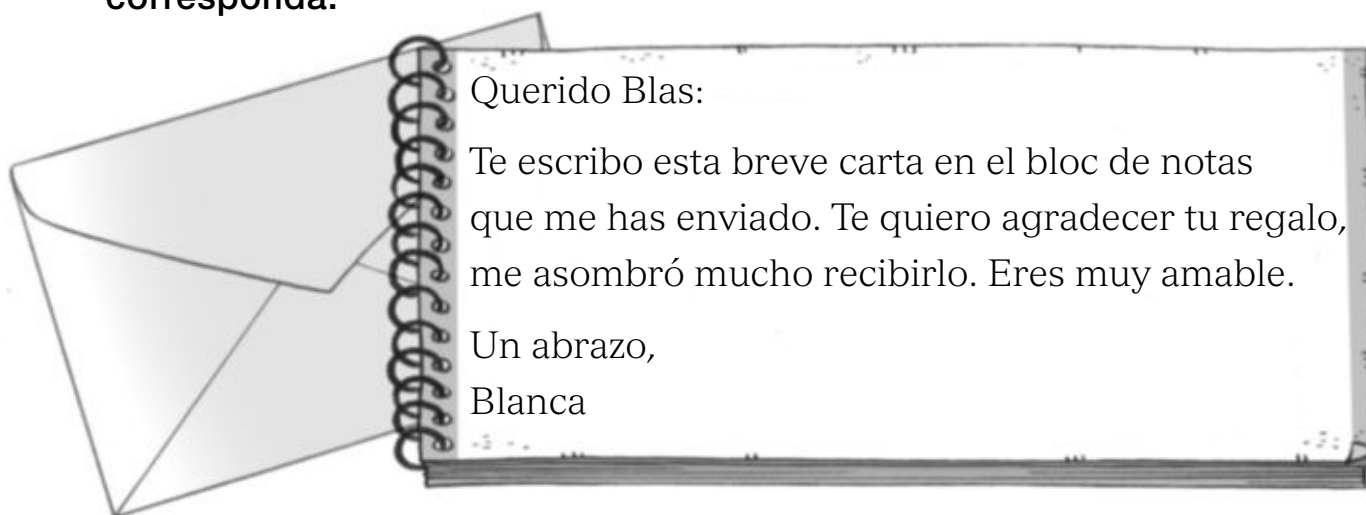 corresponda.
Querido Blas:
Te escribo esta breve carta en el bloc de notas
que me has enviado. Te quiero agradecer tu regalo,
me asombró mucho recibirlo. Eres muy amable.
Un abrazo,
Blanca